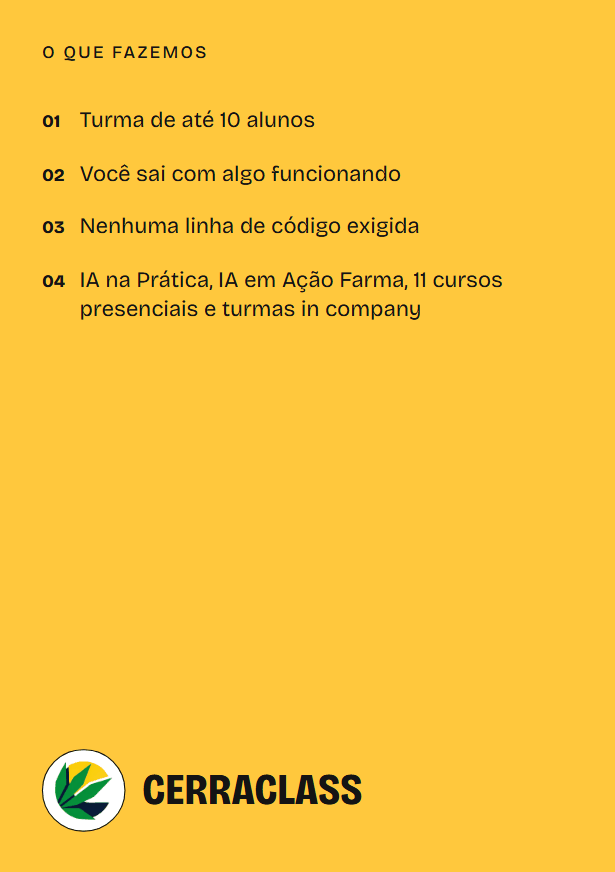 O QUE FAZEMOS
01 Turma de até 10 alunos
02 Você sai com algo funcionando
03 Nenhuma linha de código exigida
04 IA na Prática, IA em Ação Farma, 11 cursos
presenciais e turmas in company
CERRACLASS